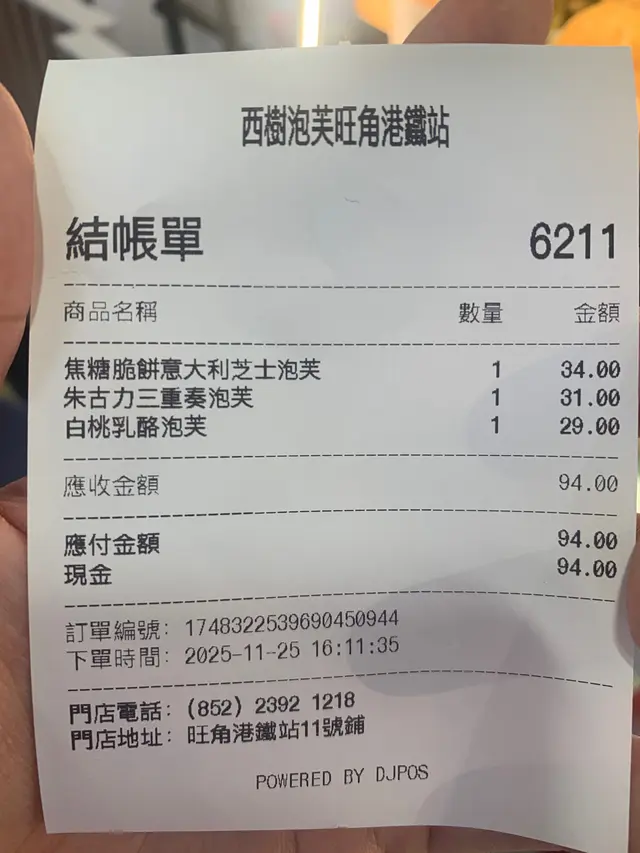 西樹泡芙旺角港鐵站
結帳單 6211
商品名稱 數量 金額
焦糖脆餅意大利芝士泡芙 1 34.00
朱古力三重奏泡芙 1 31.00
白桃乳酪泡芙 1 29.00
應收金額 94.00
應付金額 94.00
現金 94.00
訂單編號: 1748322539690450944
下單時間: 2025-11-25 16:11:35
門店電話: (852) 2392 1218
門店地址: 旺角港鐵站11號鋪
POWERED BY DJPOS